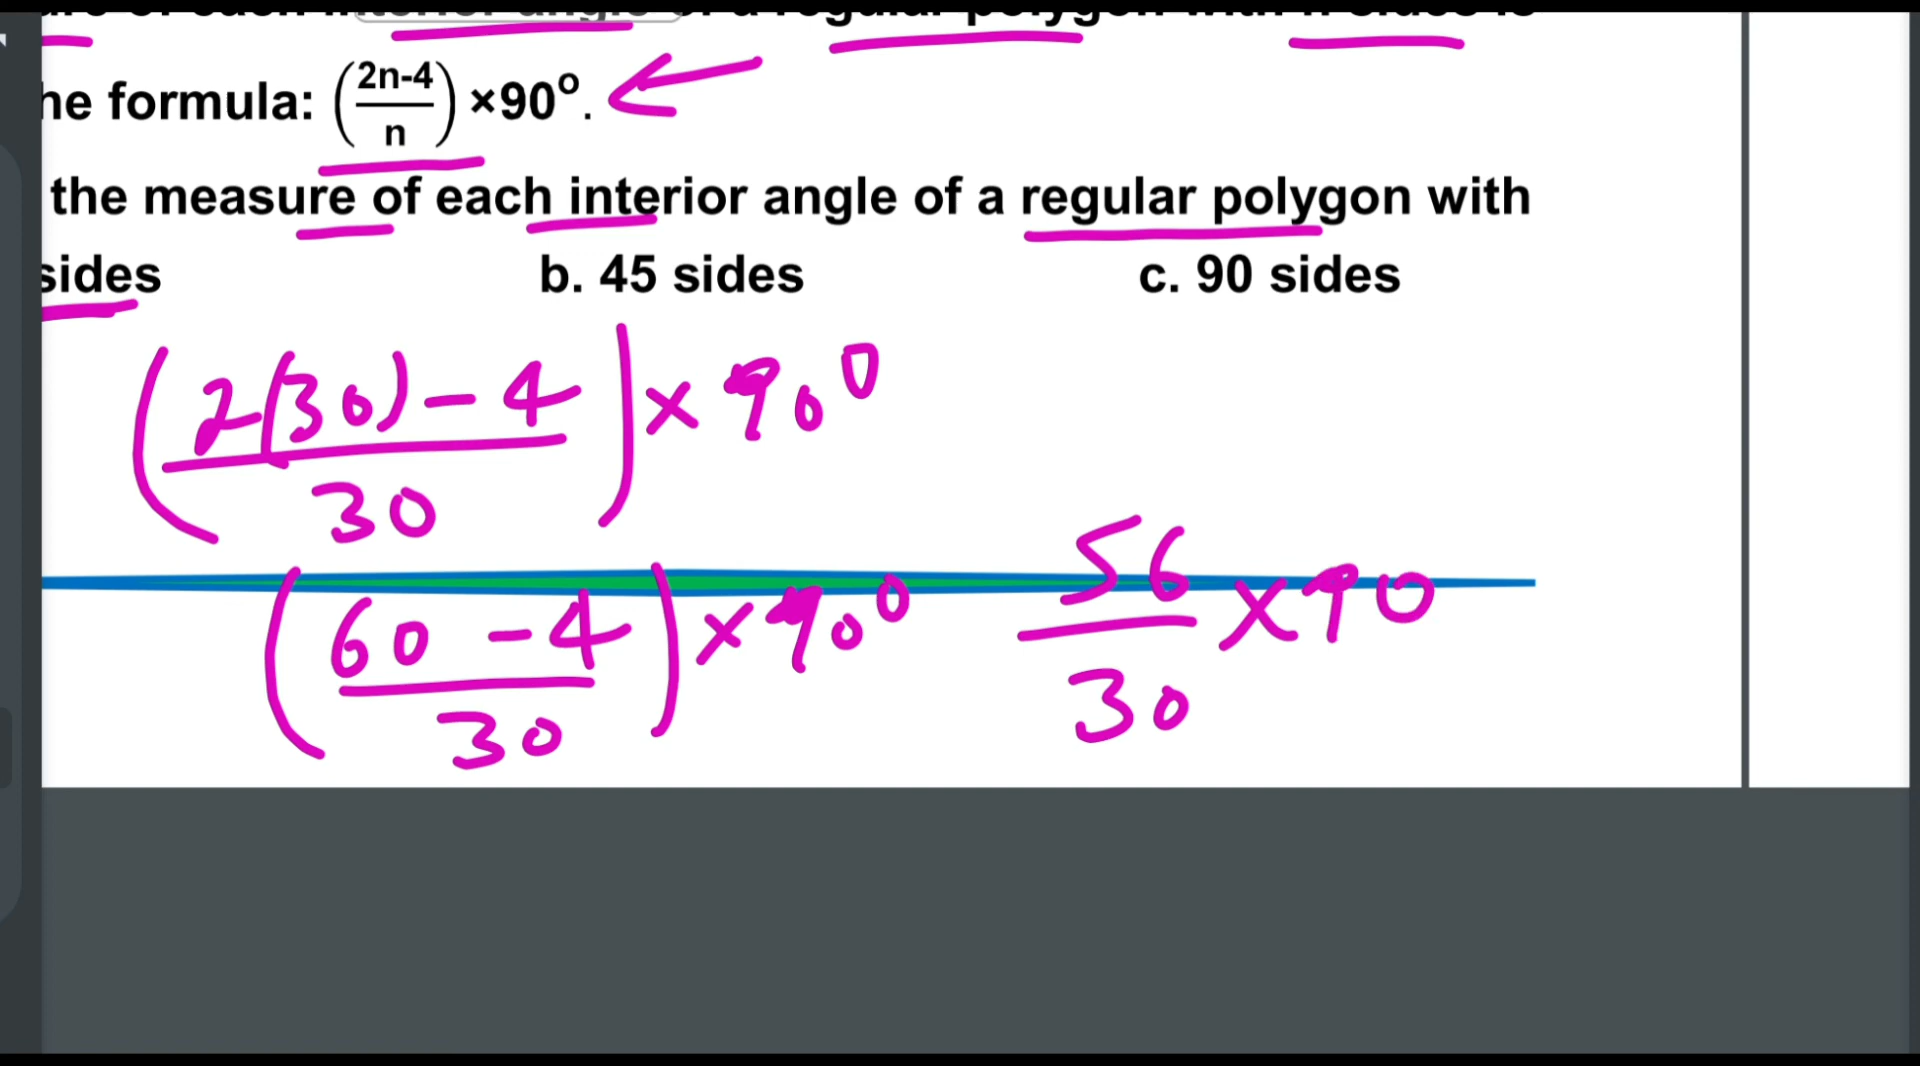 he formula: (2n-4/n) ×90°.
the measure of each interior angle of a regular polygon with
sides b. 45 sides c. 90 sides
(2(30)-4/30) × 90°
(60-4/30) × 90° 56/30 × 90